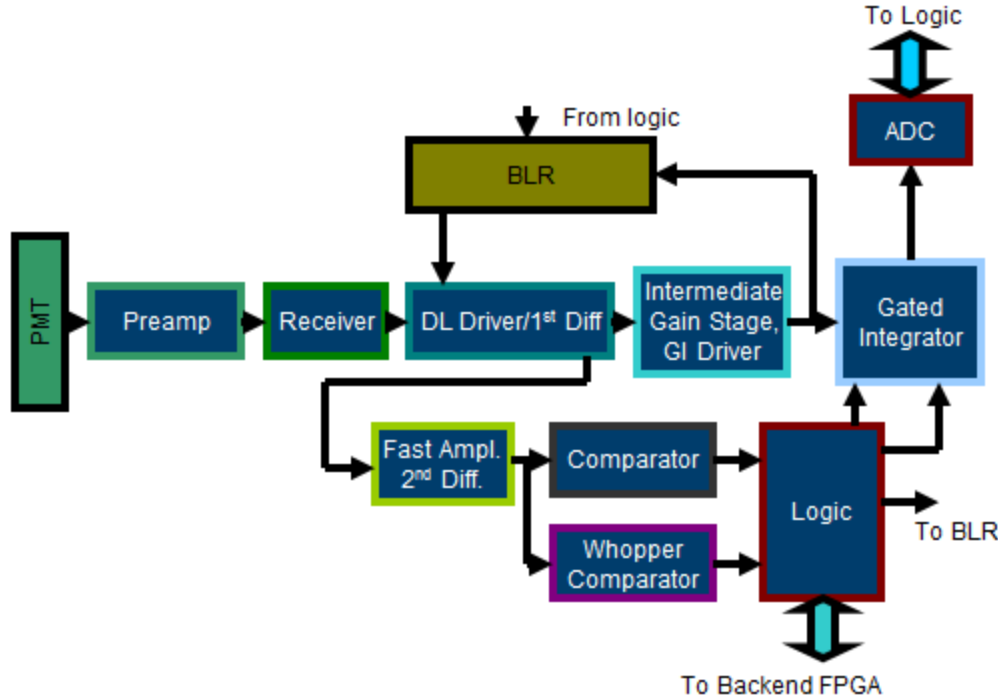 To Logic
ADC
From logic
BLR
PMT
Preamp
Receiver
DL Driver/1st Diff
Intermediate
Gain Stage,
GI Driver
Gated
Integrator
Fast Ampl.
2nd Diff.
Comparator
Whopper
Comparator
Logic
To BLR
To Backend FPGA